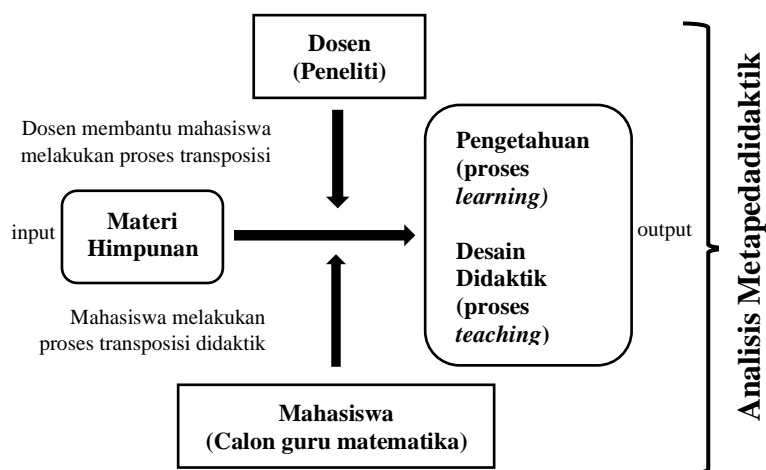 Dosen
(Peneliti)
Dosen membantu mahasiswa
melakukan proses transposisi
input
Materi
Himpunan
Pengetahuan
(proses
learning)
Desain
Didaktik
(proses
teaching)
output
Mahasiswa melakukan
proses transposisi didaktik
Mahasiswa
(Calon guru matematika)
Analisis Metapedadidaktik